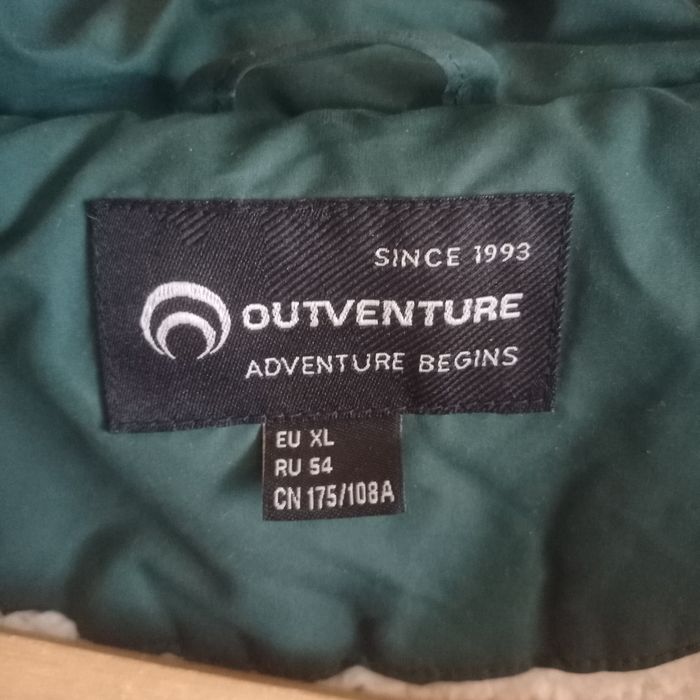 SINCE 1993
OUTVENTURE
ADVENTURE BEGINS
EU XL
RU 54
CN 175/108A